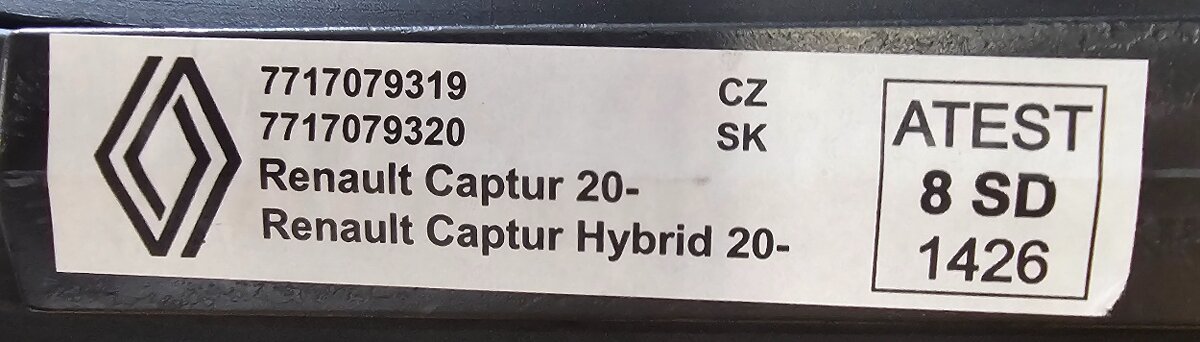 7717079319
7717079320
Renault Captur 20-
Renault Captur Hybrid 20-
CZ
SK
ATEST
8 SD
1426